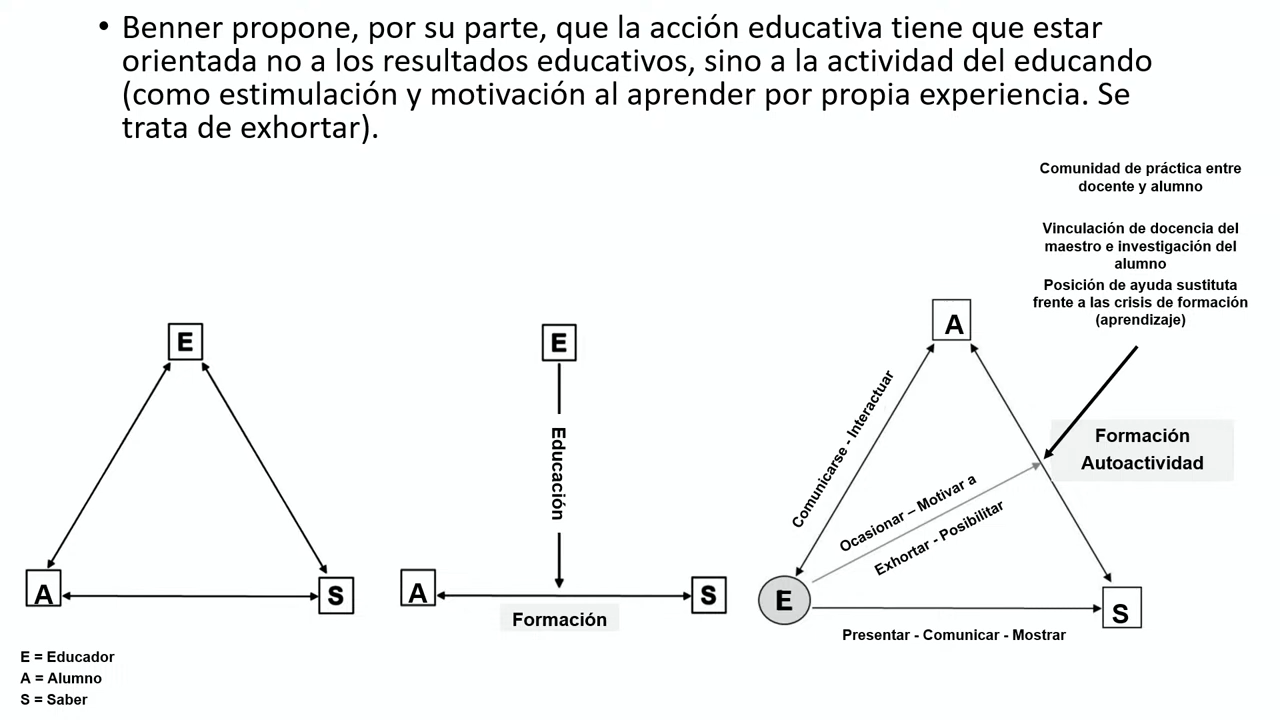 • Benner propone, por su parte, que la acción educativa tiene que estar
orientada no a los resultados educativos, sino a la actividad del educando
(como estimulación y motivación al aprender por propia experiencia. Se
trata de exhortar).
Comunidad de práctica entre
docente y alumno
Vinculación de docencia del
maestro e investigación del
alumno
Posición de ayuda sustituta
frente a las crisis de formación
(aprendizaje)
E
A
S
E
Educación
A
S
Formación
A
Comunicarse - Interactuar
Formación
Autoactividad
Ocasionar – Motivar a
Exhortar - Posibilitar
E
S
Presentar - Comunicar - Mostrar
E = Educador
A = Alumno
S = Saber